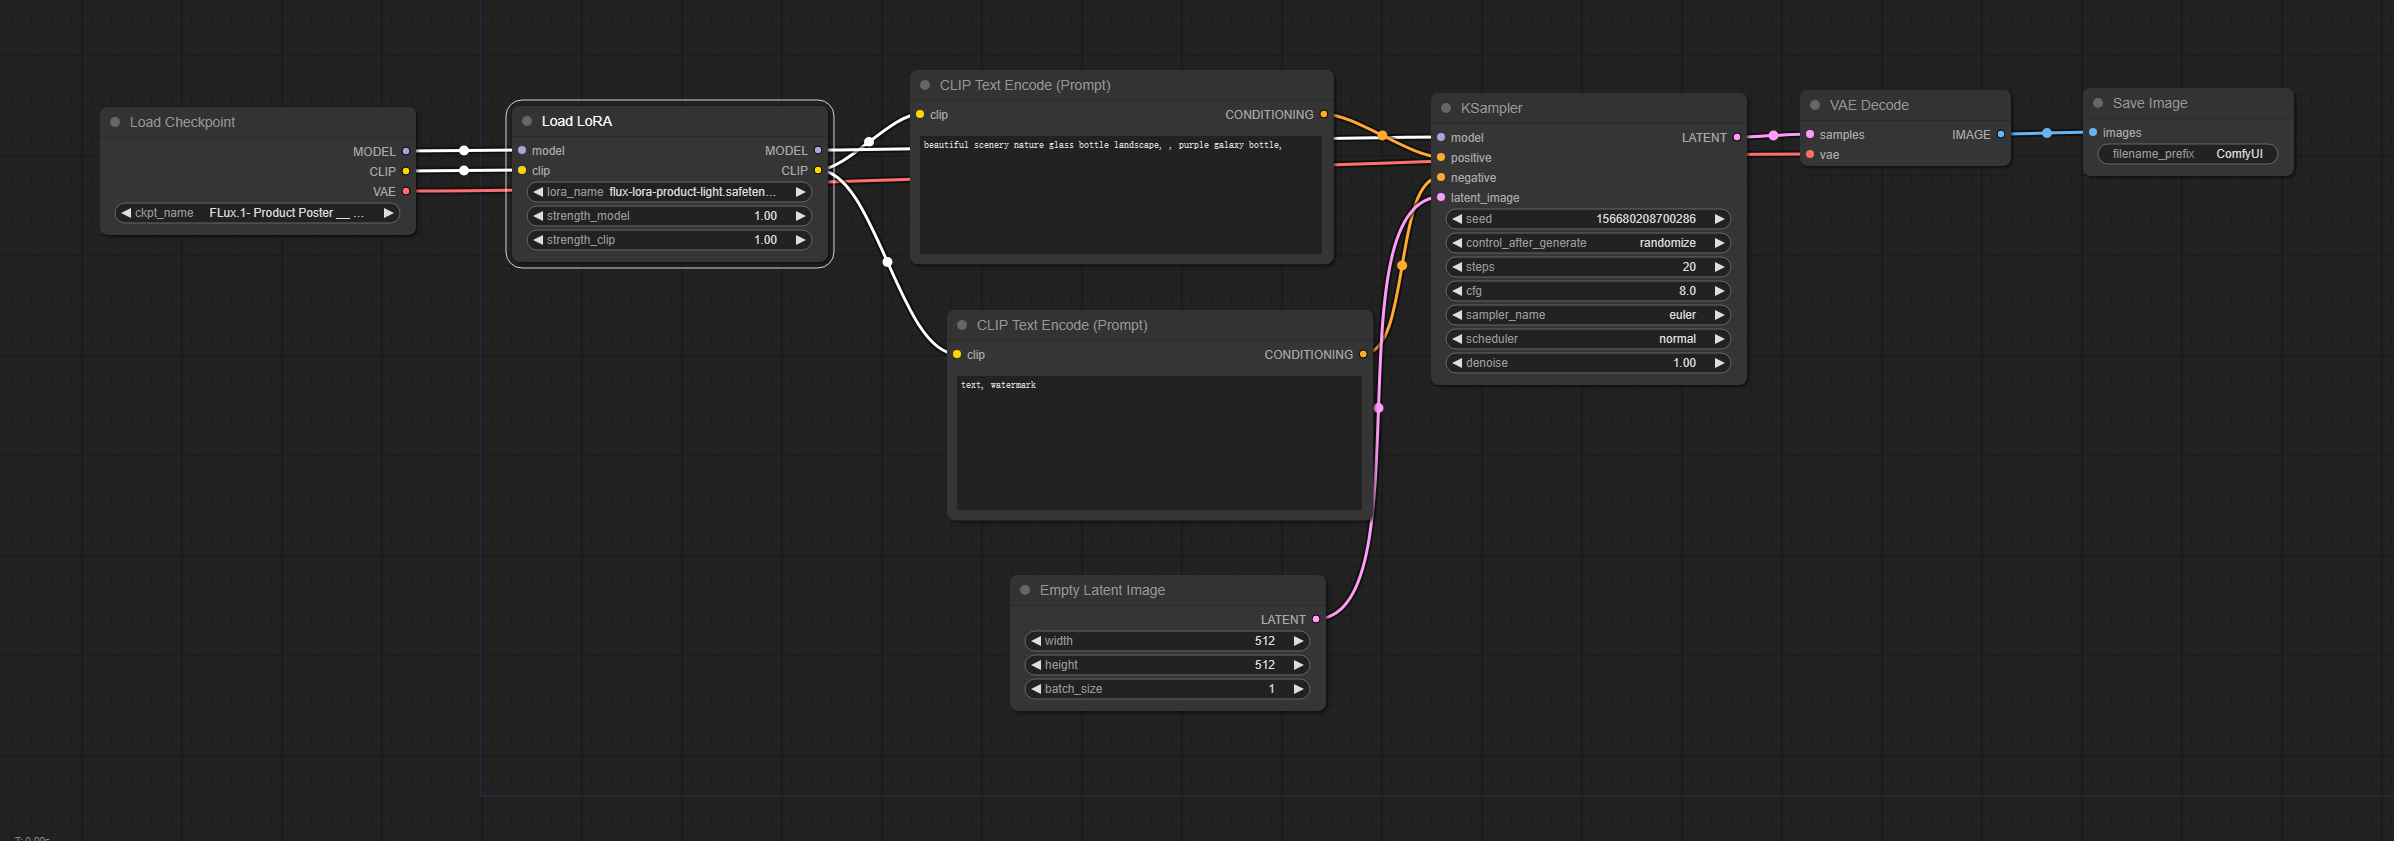 Load Checkpoint
MODEL
CLIP
VAE
ckpt_name FLux.1- Product Poster __ ...
Load LoRA
model MODEL
clip CLIP
lora_name flux-lora-product-light.safeten...
strength_model 1.00
strength_clip 1.00
CLIP Text Encode (Prompt)
clip CONDITIONING
beautiful scenery nature glass bottle landscape, , purple galaxy bottle,
CLIP Text Encode (Prompt)
clip CONDITIONING
text, watermark
Empty Latent Image
LATENT
width 512
height 512
batch_size 1
KSampler
model LATENT
positive
negative
latent_image
seed 156680208700286
control_after_generate randomize
steps 20
cfg 8.0
sampler_name euler
scheduler normal
denoise 1.00
VAE Decode
samples IMAGE
vae
Save Image
images
filename_prefix ComfyUI